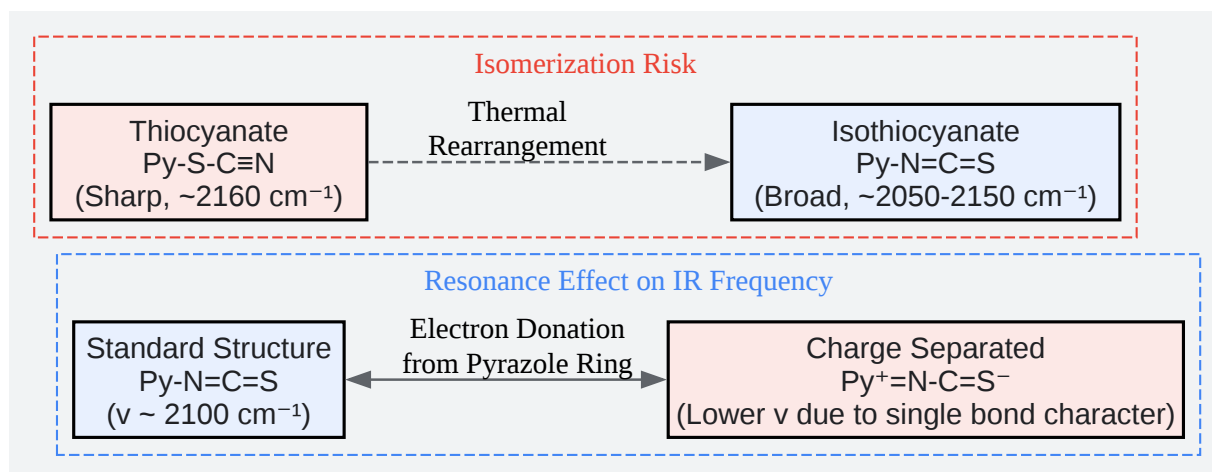 Isomerization Risk
Thiocyanate
Py-S-C≡N
(Sharp, ~2160 cm⁻¹)
Thermal
Rearrangement
Isothiocyanate
Py-N=C=S
(Broad, ~2050-2150 cm⁻¹)
Resonance Effect on IR Frequency
Standard Structure
Py-N=C=S
(ν ~ 2100 cm⁻¹)
Electron Donation
from Pyrazole Ring
Charge Separated
Py⁺=N-C=S⁻
(Lower ν due to single bond character)